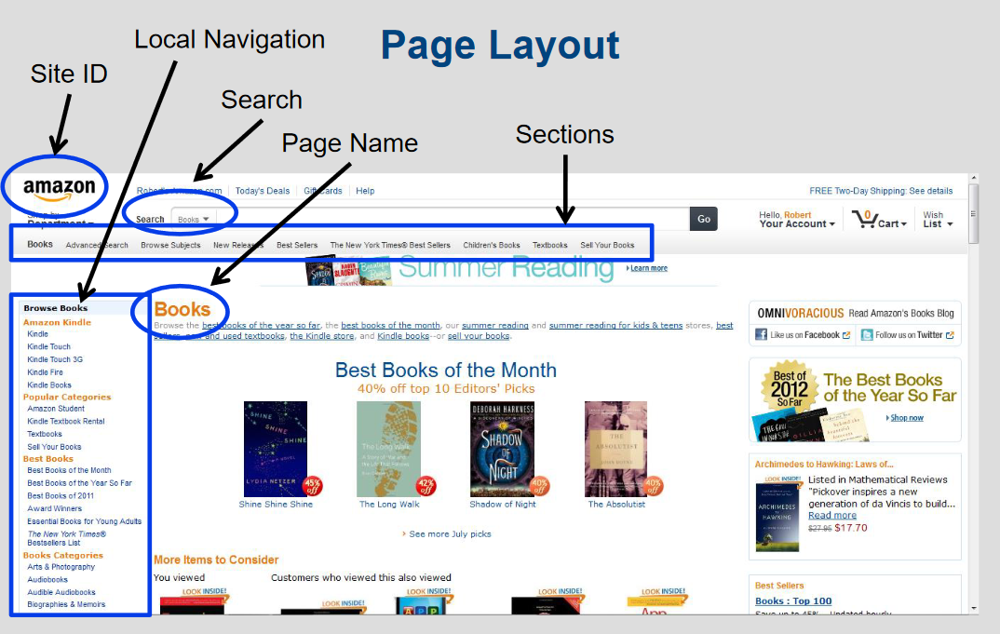 Page Layout
Local Navigation
Site ID
Search
Page Name
Sections
amazon
Amazon.com Today's Deals Gift Cards Help
FREE Two-Day Shipping: See details
Shop by
Department
Search Books Go
Hello, Robert
Your Account
0
Cart
Wish
List
Books Advanced Search Browse Subjects New Releases Best Sellers The New York Times® Best Sellers Children's Books Textbooks Sell Your Books
Summer Reading Learn more
Browse Books
Amazon Kindle
Kindle
Kindle Touch
Kindle Touch 3G
Kindle Fire
Kindle Books
Popular Categories
Amazon Student
Kindle Textbook Rental
Textbooks
Sell Your Books
Best Books
Best Books of the Month
Best Books of the Year So Far
Best Books of 2011
Award Winners
Essential Books for Young Adults
The New York Times®
Bestsellers List
Books Categories
Arts & Photography
Audiobooks
Audible Audiobooks
Biographies & Memoirs
Books
Browse the best books of the year so far, the best books of the month, our summer reading and summer reading for kids & teens stores, best
sellers, new and used textbooks, the Kindle Store, and Kindle books--or sell your books.
Best Books of the Month
40% off top 10 Editors' Picks
SHINE
SHINE
SHINE
LYDIA NETZER
45% off
Shine Shine Shine
The Long Walk
42% off
The Long Walk
DEBORAH HARKNESS
SHADOW
OF
NIGHT
40% off
Shadow of Night
THE
ABSOLUTIST
40% off
The Absolutist
› See more July picks
More Items to Consider
You viewed
Customers who viewed this also viewed
LOOK INSIDE!
LOOK INSIDE!
LOOK INSIDE!
LOOK INSIDE!
LOOK INSIDE!
APP
App
OMNIVORACIOUS Read Amazon's Books Blog
Like us on Facebook
Follow us on Twitter
Best of
2012
So Far
The Best Books
of the Year So Far
Shop now
Archimedes to Hawking: Laws of...
LOOK INSIDE!
ARCHIMEDES
TO
HAWKING
Listed in Mathematical Reviews
"Pickover inspires a new
generation of da Vincis to build...
Read more
$27.95 $17.70
Best Sellers
Books : Top 100
Save up to 45% Updated hourly